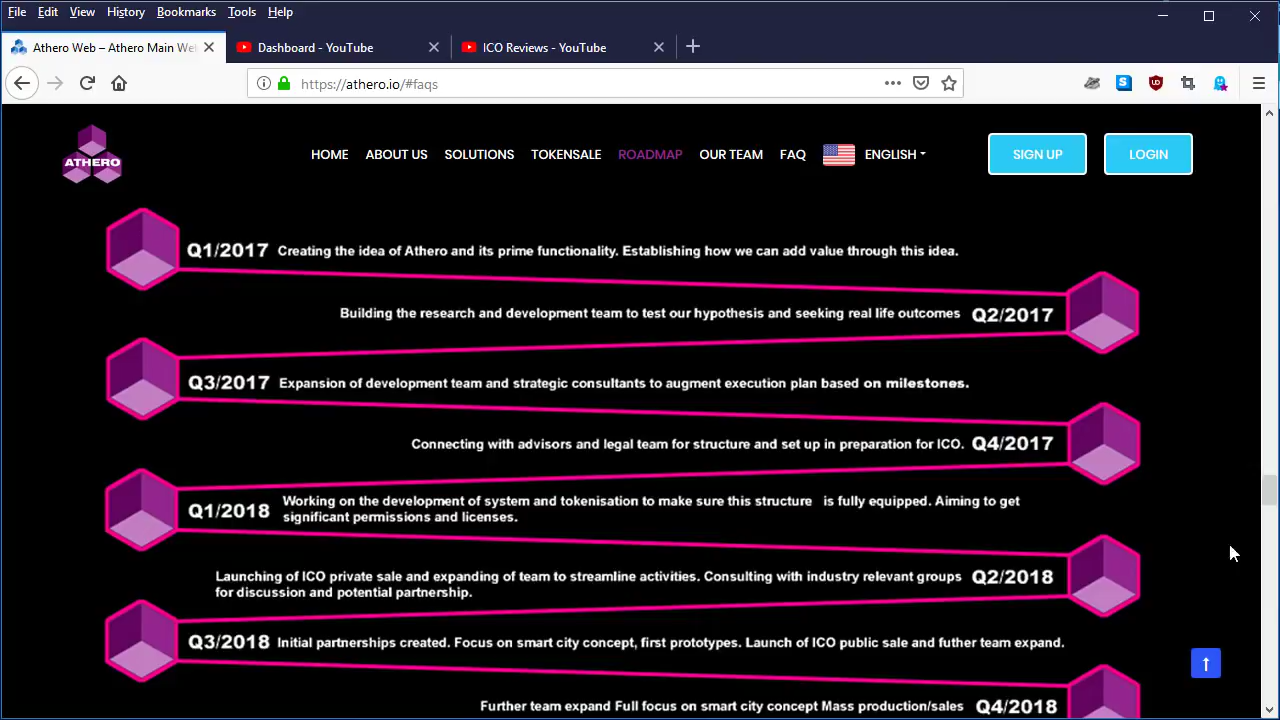 File Edit View History Bookmarks Tools Help
Athero Web – Athero Main We
Dashboard - YouTube
ICO Reviews - YouTube
https://athero.io/#faqs
ATHERO
HOME ABOUT US SOLUTIONS TOKENSALE ROADMAP OUR TEAM FAQ ENGLISH
SIGN UP
LOGIN
Q1/2017 Creating the idea of Athero and its prime functionality. Establishing how we can add value through this idea.
Building the research and development team to test our hypothesis and seeking real life outcomes Q2/2017
Q3/2017 Expansion of development team and strategic consultants to augment execution plan based on milestones.
Connecting with advisors and legal team for structure and set up in preparation for ICO. Q4/2017
Q1/2018 Working on the development of system and tokenisation to make sure this structure is fully equipped. Aiming to get
significant permissions and licenses.
Launching of ICO private sale and expanding of team to streamline activities. Consulting with industry relevant groups Q2/2018
for discussion and potential partnership.
Q3/2018 Initial partnerships created. Focus on smart city concept, first prototypes. Launch of ICO public sale and futher team expand.
Further team expand Full focus on smart city concept Mass production/sales Q4/2018